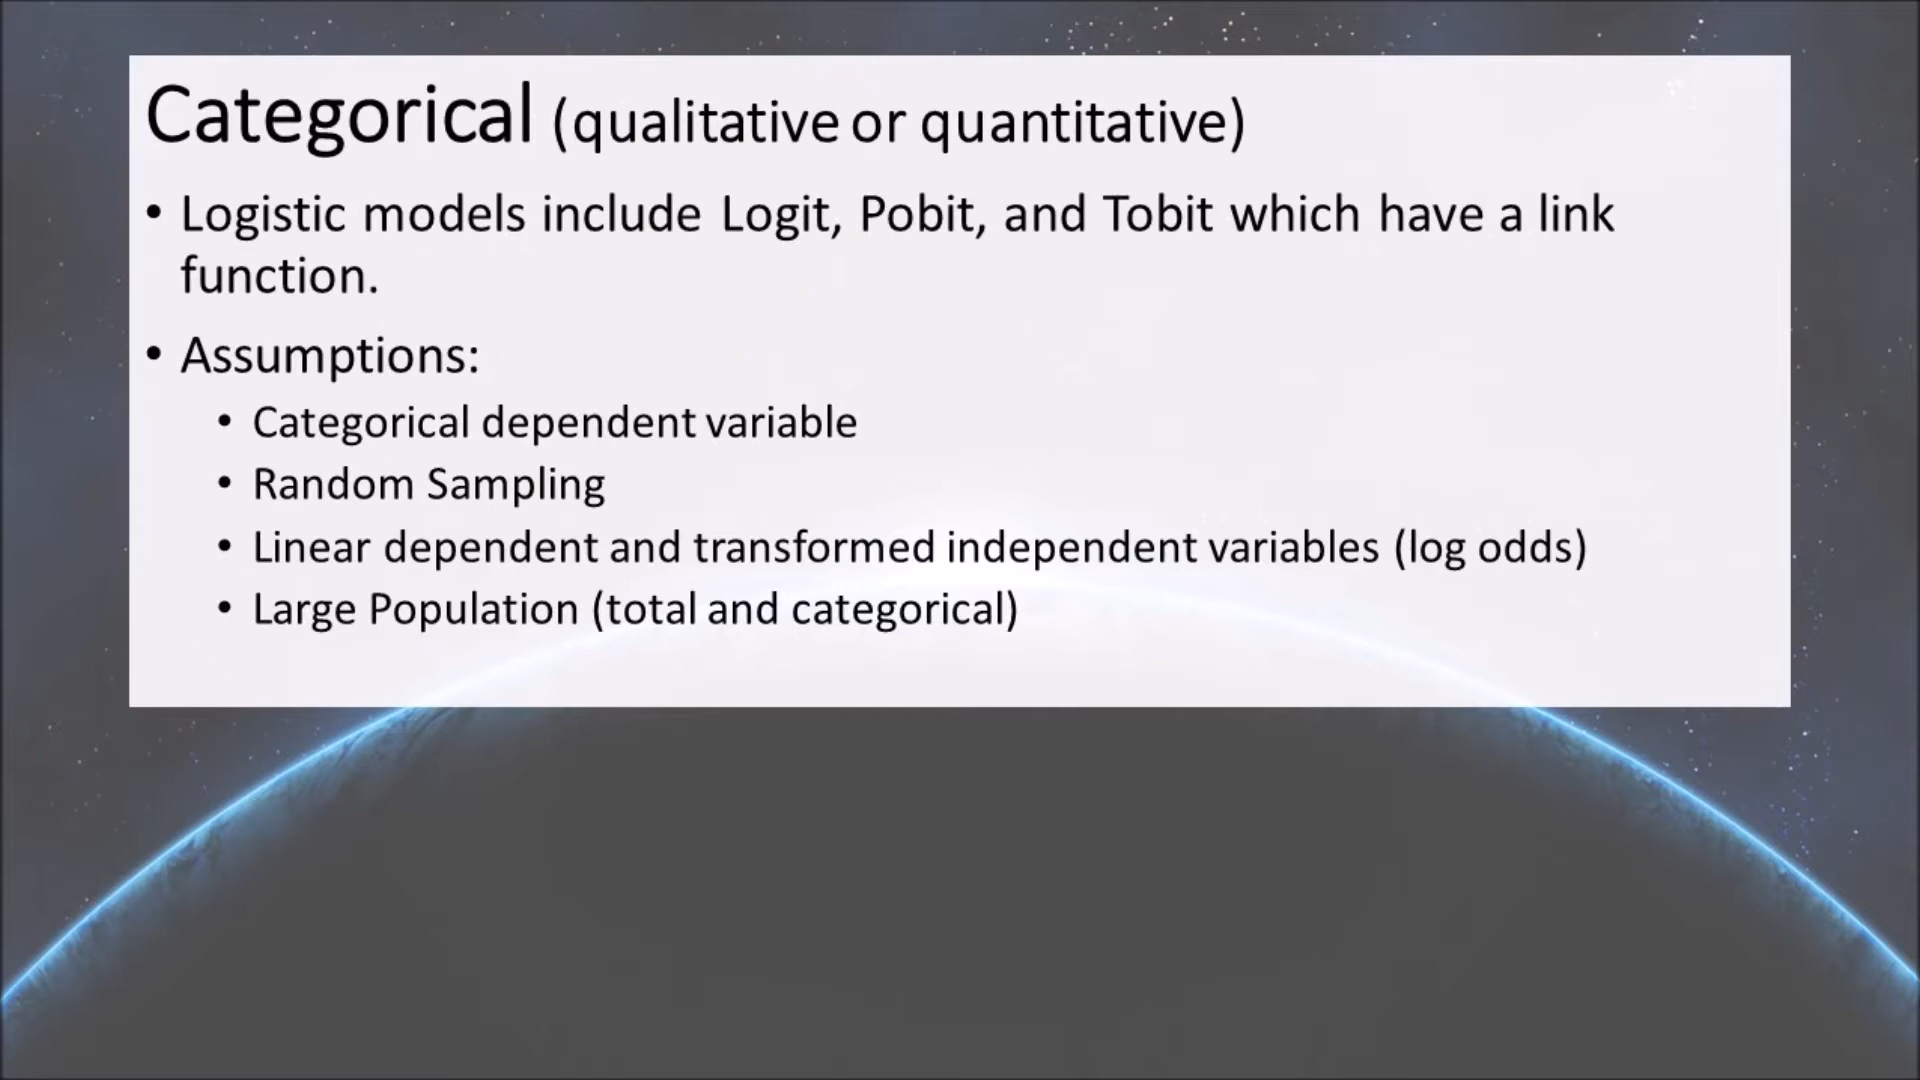 Categorical (qualitative or quantitative)
• Logistic models include Logit, Pobit, and Tobit which have a link
function.
• Assumptions:
• Categorical dependent variable
• Random Sampling
• Linear dependent and transformed independent variables (log odds)
• Large Population (total and categorical)